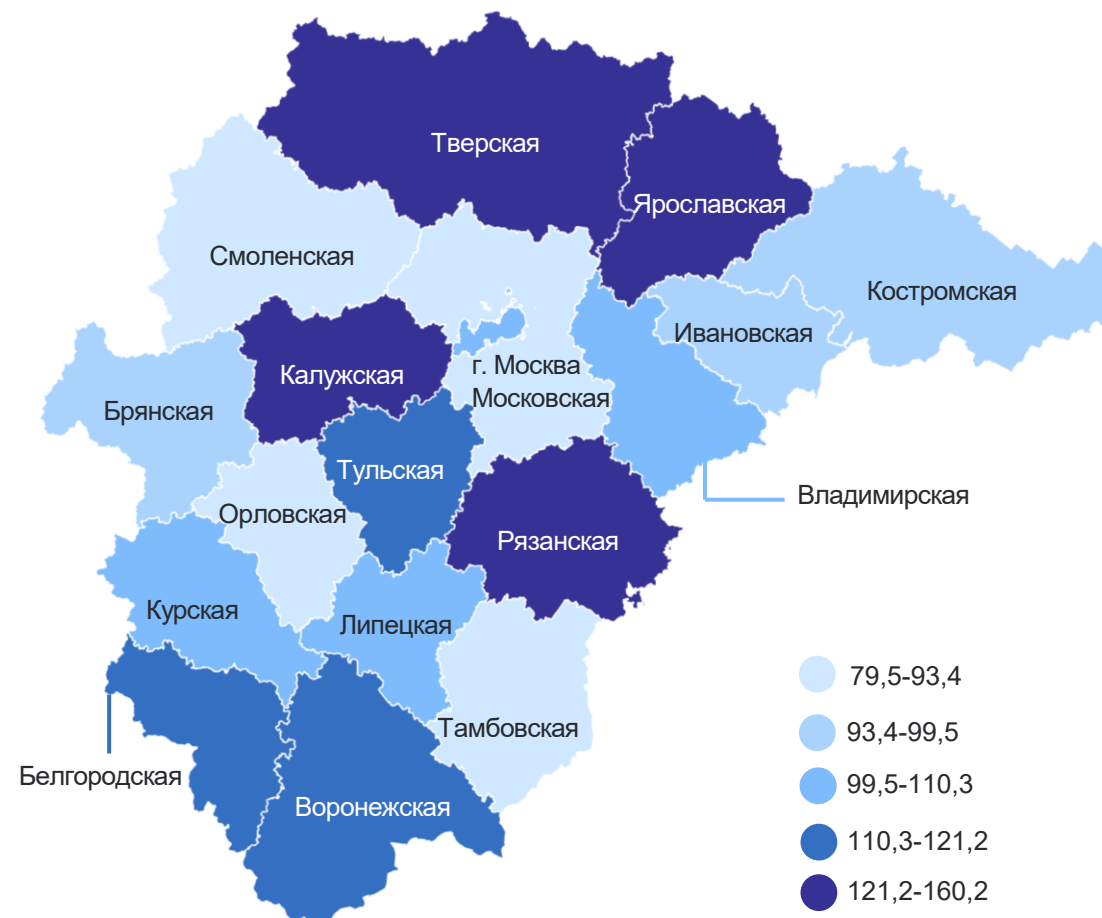 Тверская
Ярославская
Смоленская
Костромская
Ивановская
г. Москва
Калужская
Московская
Брянская
Тульская
Владимирская
Орловская
Рязанская
Курская
Липецкая
Тамбовская
Белгородская
Воронежская
79,5-93,4
93,4-99,5
99,5-110,3
110,3-121,2
121,2-160,2